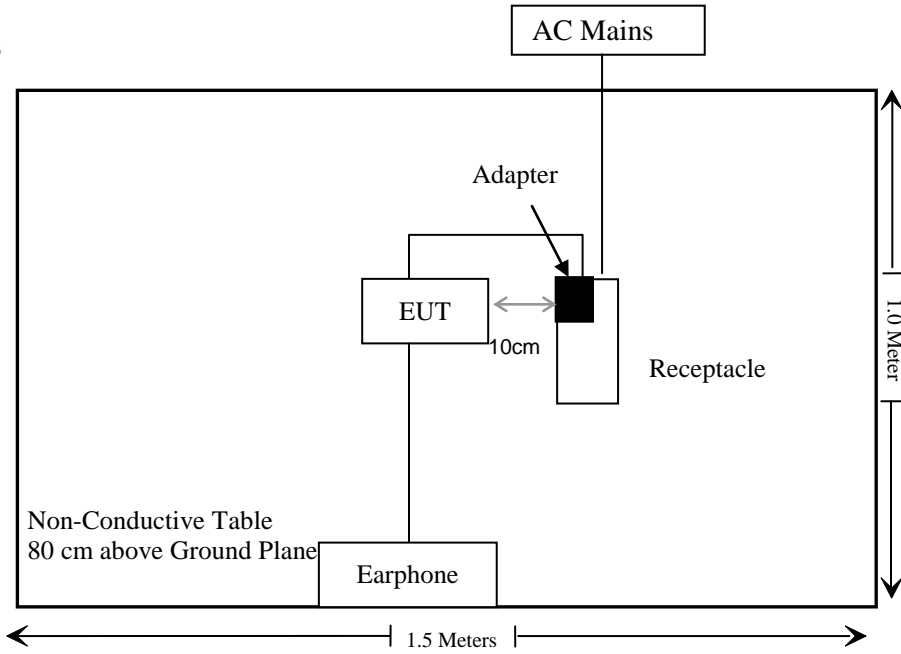 AC Mains
Adapter
EUT
10cm
Receptacle
1.0 Meter
Non-Conductive Table
80 cm above Ground Plane
Earphone
1.5 Meters